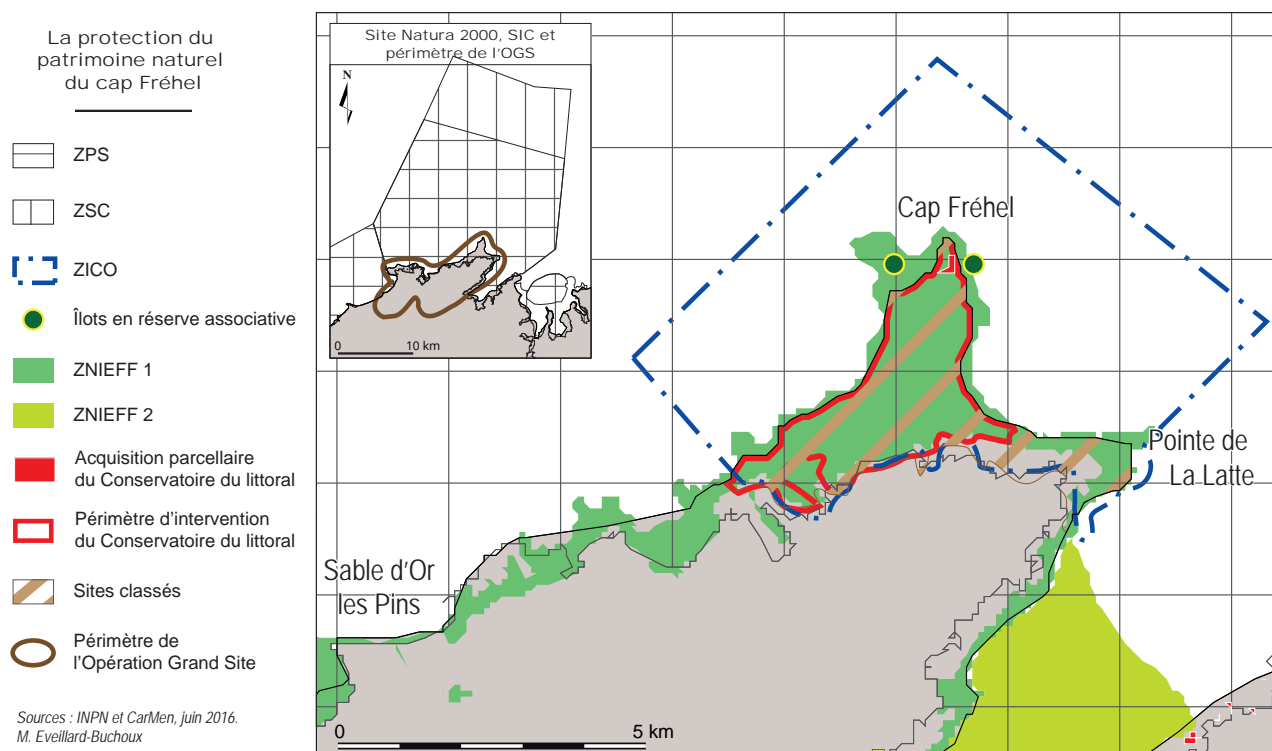 La protection du
patrimoine naturel
du cap Fréhel
ZPS
ZSC
ZICO
Îlots en réserve associative
ZNIEFF 1
ZNIEFF 2
Acquisition parcellaire
du Conservatoire du littoral
Périmètre d'intervention
du Conservatoire du littoral
Sites classés
Périmètre de
l'Opération Grand Site
Sources : INPN et CarMen, juin 2016.
M. Eveillard-Buchoux
Site Natura 2000, SIC et
périmètre de l'OGS
N
0 10 km
Cap Fréhel
Pointe de
La Latte
Sable d'Or
les Pins
0 5 km